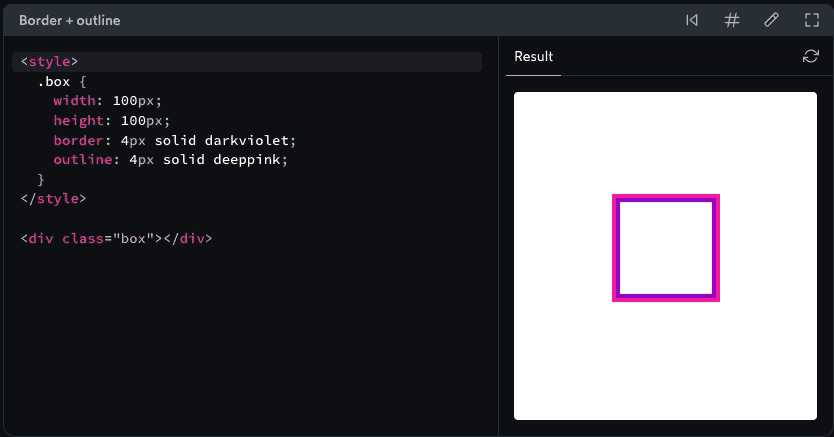 Border + outline
<style>
.box {
width: 100px;
height: 100px;
border: 4px solid darkviolet;
outline: 4px solid deeppink;
}
</style>
<div class="box"></div>
Result